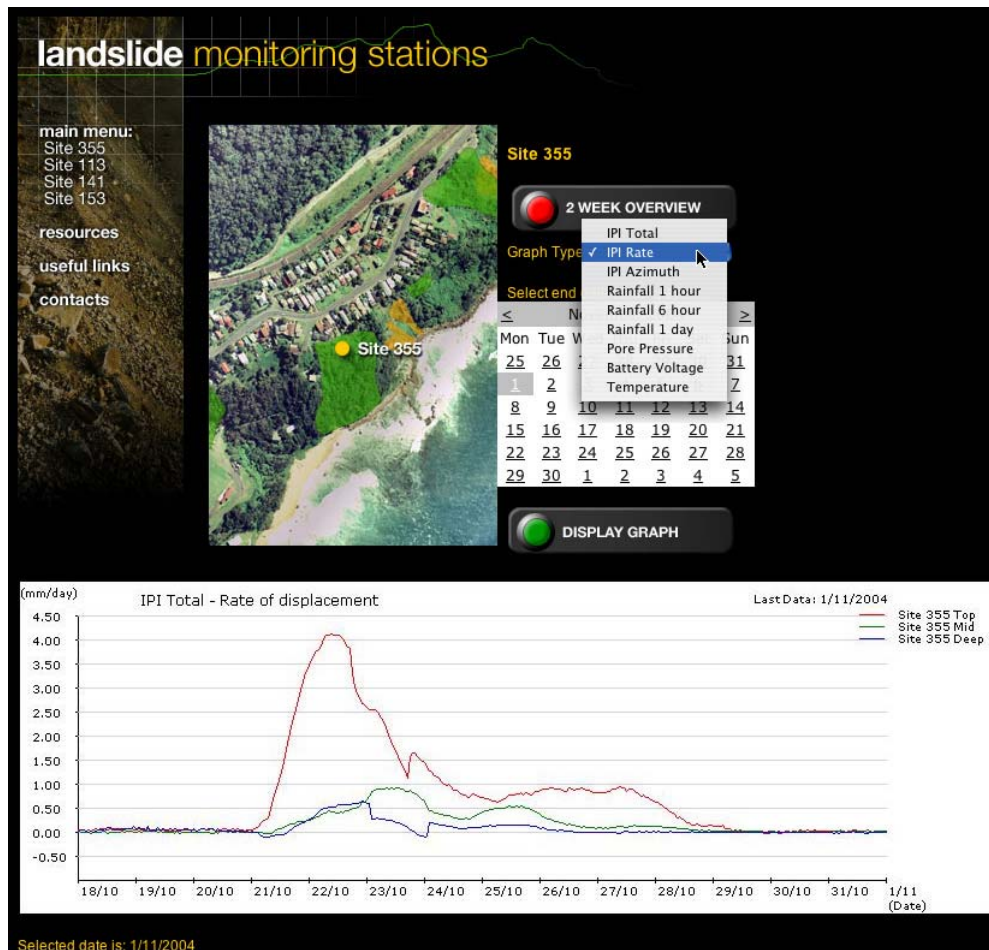 landslide monitoring stations
main menu:
Site 355
Site 113
Site 141
Site 153
resources
useful links
contacts
Site 355
Site 355
2 WEEK OVERVIEW
Graph Type
IPI Total
✓ IPI Rate
IPI Azimuth
Rainfall 1 hour
Rainfall 6 hour
Rainfall 1 day
Pore Pressure
Battery Voltage
Temperature
Select end
< >
Mon Tue Sun
25 26 31
1 2 7
8 9 10 11 12 13 14
15 16 17 18 19 20 21
22 23 24 25 26 27 28
29 30 1 2 3 4 5
DISPLAY GRAPH
(mm/day)
IPI Total - Rate of displacement
Last Data: 1/11/2004
Site 355 Top
Site 355 Mid
Site 355 Deep
4.50
4.00
3.50
3.00
2.50
2.00
1.50
1.00
0.50
0.00
-0.50
18/10 19/10 20/10 21/10 22/10 23/10 24/10 25/10 26/10 27/10 28/10 29/10 30/10 31/10 1/11
(Date)
Selected date is: 1/11/2004